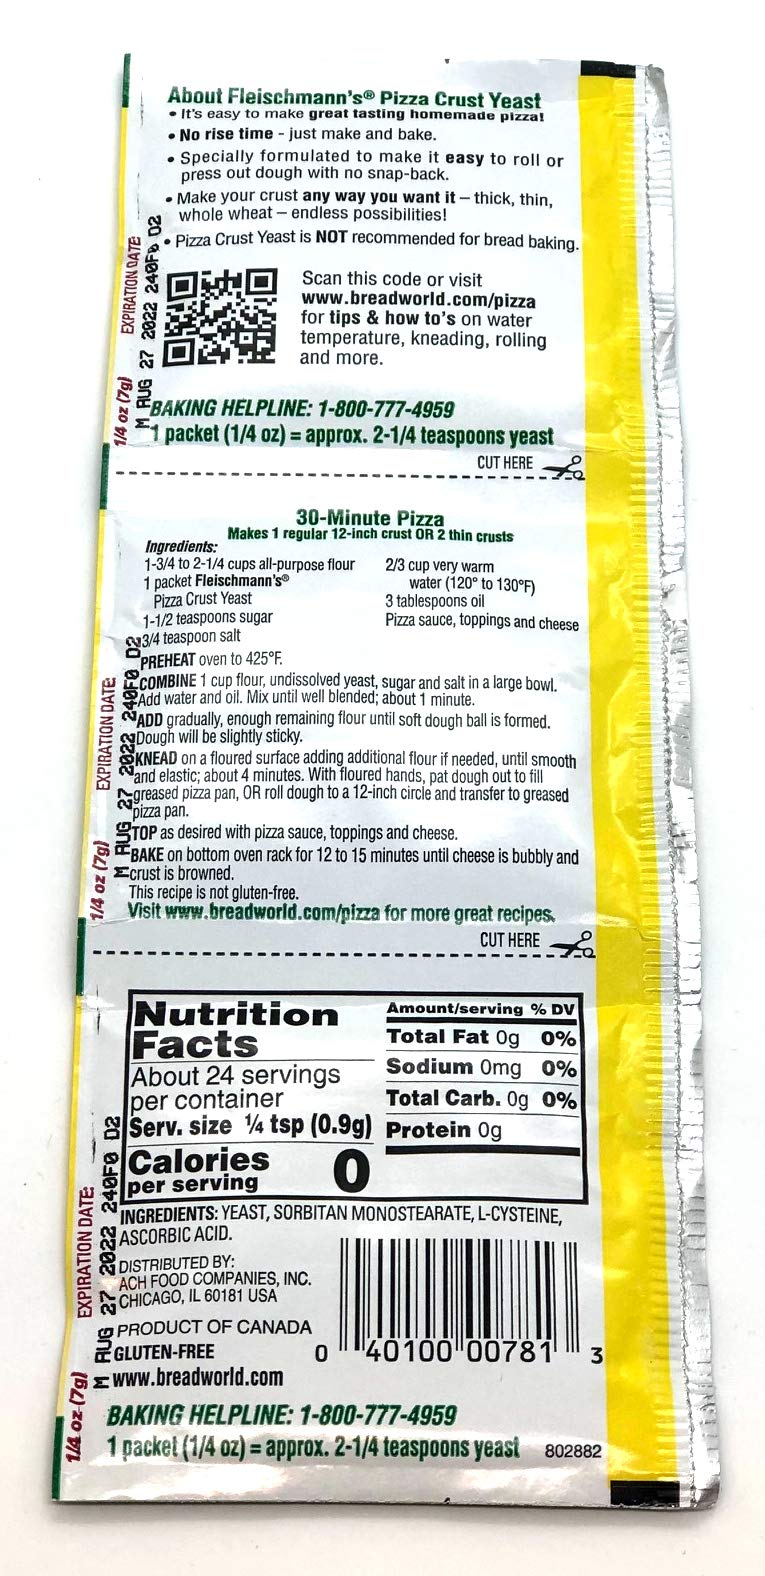 About Fleischmann's® Pizza Crust Yeast
• It's easy to make great tasting homemade pizza!
• No rise time - just make and bake.
• Specially formulated to make it easy to roll or
press out dough with no snap-back.
• Make your crust any way you want it – thick, thin,
whole wheat – endless possibilities!
• Pizza Crust Yeast is NOT recommended for bread baking.
Scan this code or visit
www.breadworld.com/pizza
for tips & how to's on water
temperature, kneading, rolling
and more.
1/4 oz (7g) EXPIRATION DATE:
M AUG 27 2022 240F0 D2
BAKING HELPLINE: 1-800-777-4959
1 packet (1/4 oz) = approx. 2-1/4 teaspoons yeast
CUT HERE
30-Minute Pizza
Makes 1 regular 12-inch crust OR 2 thin crusts
Ingredients:
1-3/4 to 2-1/4 cups all-purpose flour
1 packet Fleischmann's®
Pizza Crust Yeast
1-1/2 teaspoons sugar
3/4 teaspoon salt
2/3 cup very warm
water (120° to 130°F)
3 tablespoons oil
Pizza sauce, toppings and cheese
PREHEAT oven to 425°F.
COMBINE 1 cup flour, undissolved yeast, sugar and salt in a large bowl.
Add water and oil. Mix until well blended; about 1 minute.
ADD gradually, enough remaining flour until soft dough ball is formed.
Dough will be slightly sticky.
KNEAD on a floured surface adding additional flour if needed, until smooth
and elastic; about 4 minutes. With floured hands, pat dough out to fill
greased pizza pan, OR roll dough to a 12-inch circle and transfer to greased
pizza pan.
TOP as desired with pizza sauce, toppings and cheese.
BAKE on bottom oven rack for 12 to 15 minutes until cheese is bubbly and
crust is browned.
This recipe is not gluten-free.
Visit www.breadworld.com/pizza for more great recipes.
1/4 oz (7g) EXPIRATION DATE:
M AUG 27 2022 240F0 D2
CUT HERE
Nutrition
Facts
About 24 servings
per container
Serv. size ¼ tsp (0.9g)
Calories 0
per serving
Amount/serving % DV
Total Fat 0g 0%
Sodium 0mg 0%
Total Carb. 0g 0%
Protein 0g
INGREDIENTS: YEAST, SORBITAN MONOSTEARATE, L-CYSTEINE,
ASCORBIC ACID.
DISTRIBUTED BY:
ACH FOOD COMPANIES, INC.
CHICAGO, IL 60181 USA
PRODUCT OF CANADA
GLUTEN-FREE
www.breadworld.com
0 40100 00781 3
1/4 oz (7g) EXPIRATION DATE:
M AUG 27 2022 240F0 D2
BAKING HELPLINE: 1-800-777-4959
1 packet (1/4 oz) = approx. 2-1/4 teaspoons yeast
802882